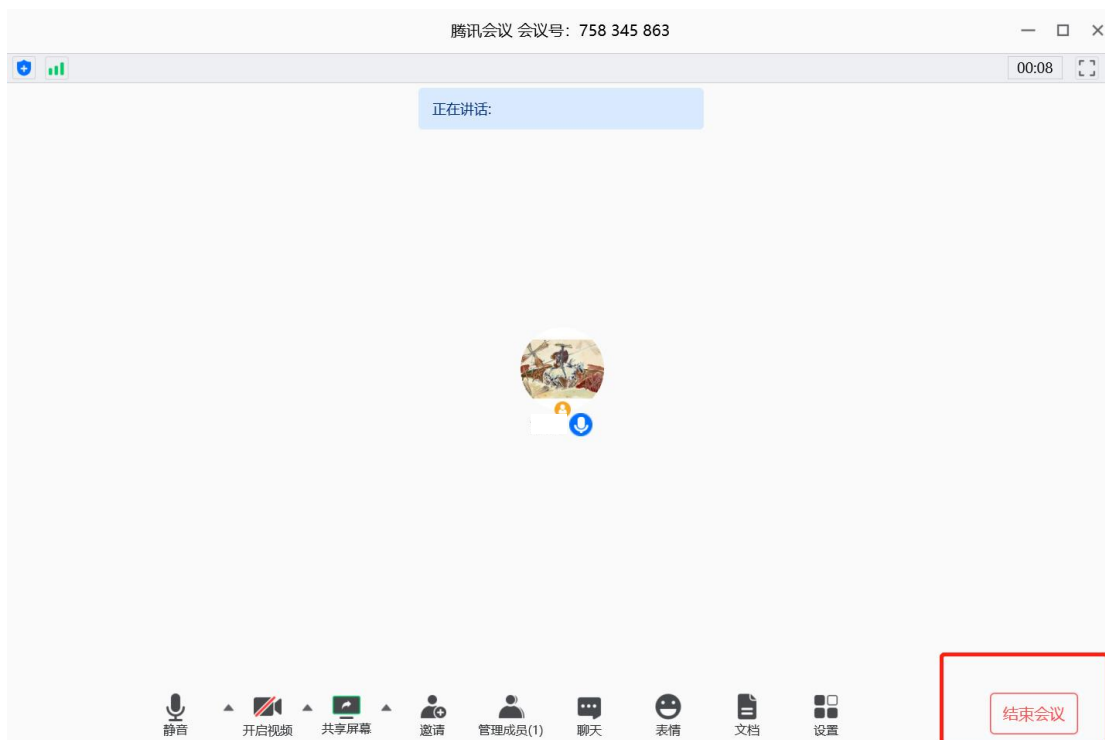 腾讯会议 会议号：758 345 863
00:08
正在讲话:
静音
开启视频
共享屏幕
邀请
管理成员(1)
聊天
表情
文档
设置
结束会议